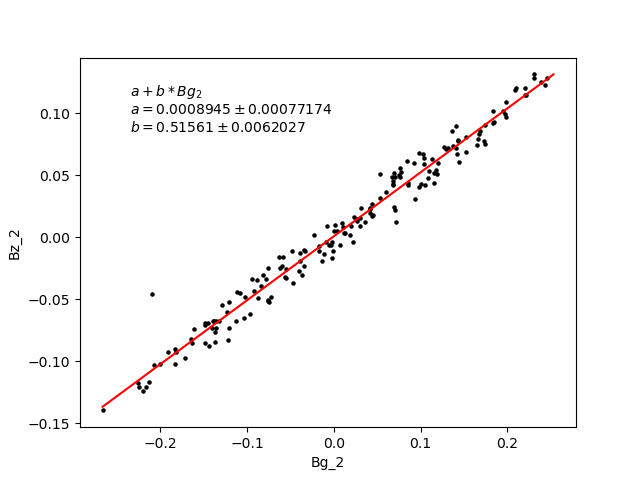 a + b * Bg_2
a = 0.0008945 ± 0.00077174
b = 0.51561 ± 0.0062027
0.10
0.05
0.00
−0.05
−0.10
−0.15
Bz_2
−0.2 −0.1 0.0 0.1 0.2
Bg_2